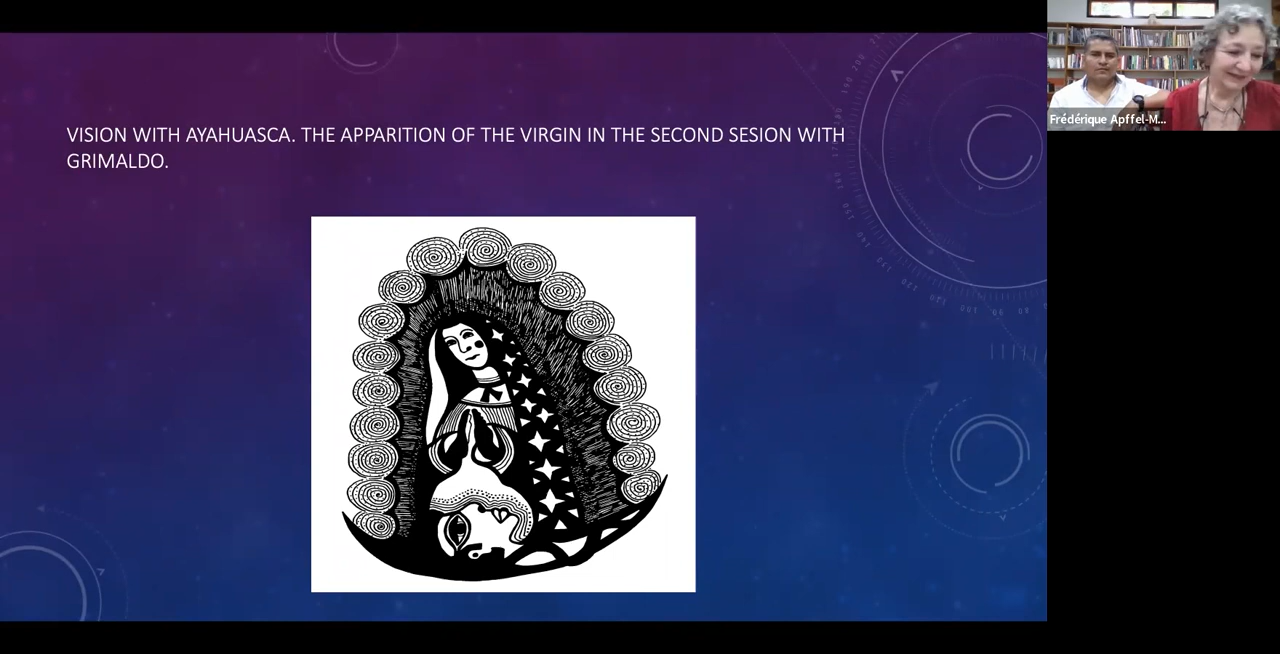 VISION WITH AYAHUASCA. THE APPARITION OF THE VIRGIN IN THE SECOND SESION WITH
GRIMALDO.
Frédérique Apffel-M...